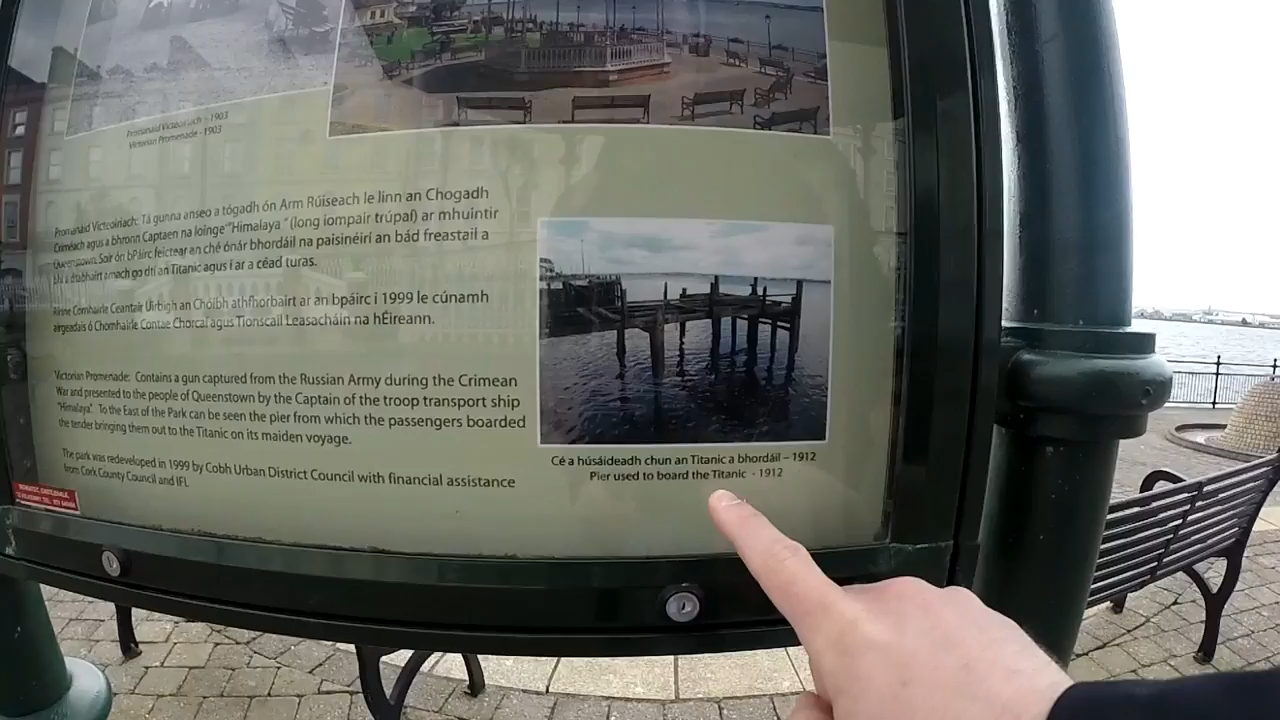 Promanáid Victeoiriach - 1903
Victorian Promenade - 1903
Promanáid Victeoiriach: Tá gunna anseo a tógadh ón Arm Rúiseach le linn an Chogadh
Criméach agus a bhronn Captaen na loinge "Himalaya" (long iompair trúpaí) ar mhuintir
Queenstown. Soir ón bPáirc feictear an ché ónár bhordáil na paisinéirí an bád freastail a
bhí á dtabhairt amach go dtí an Titanic agus í ar a céad turas.
Rinne Comhairle Ceantair Uirbigh an Chóibh athfhorbairt ar an bpáirc i 1999 le cúnamh
airgeadais ó Chomhairle Contae Chorcaí agus Tionscail Leasacháin na hÉireann.
Victorian Promenade: Contains a gun captured from the Russian Army during the Crimean
War and presented to the people of Queenstown by the Captain of the troop transport ship
"Himalaya". To the East of the Park can be seen the pier from which the passengers boarded
the tender bringing them out to the Titanic on its maiden voyage.
The park was redeveloped in 1999 by Cobh Urban District Council with financial assistance
from Cork County Council and IFI.
Cé a húsáideadh chun an Titanic a bhordáil – 1912
Pier used to board the Titanic - 1912